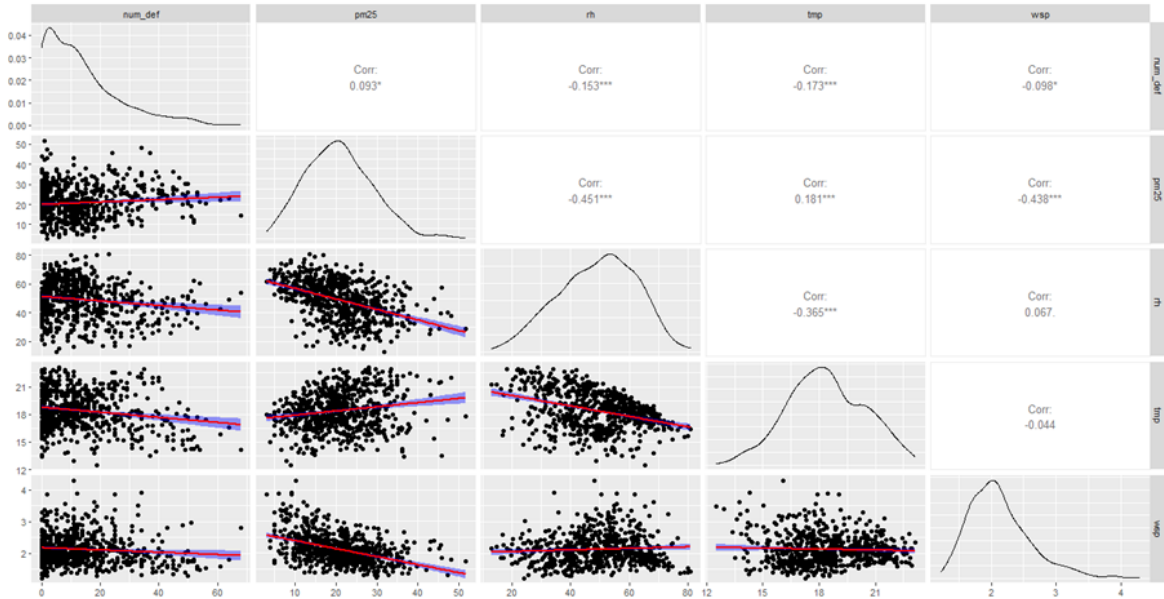 num_def pm25 rh tmp wsp
0.04
0.03
0.02
0.01
0.00
Corr:
0.093*
Corr:
-0.153***
Corr:
-0.173***
Corr:
-0.098*
num_def
50
40
30
20
10
Corr:
-0.451***
Corr:
0.181***
Corr:
-0.438***
pm25
80
60
40
20
Corr:
-0.365***
Corr:
0.067.
rh
21
18
15
12
Corr:
-0.044
tmp
4
3
2
wsp
0 20 40 60
10 20 30 40 50
20 40 60 80
12 15 18 21
2 3 4